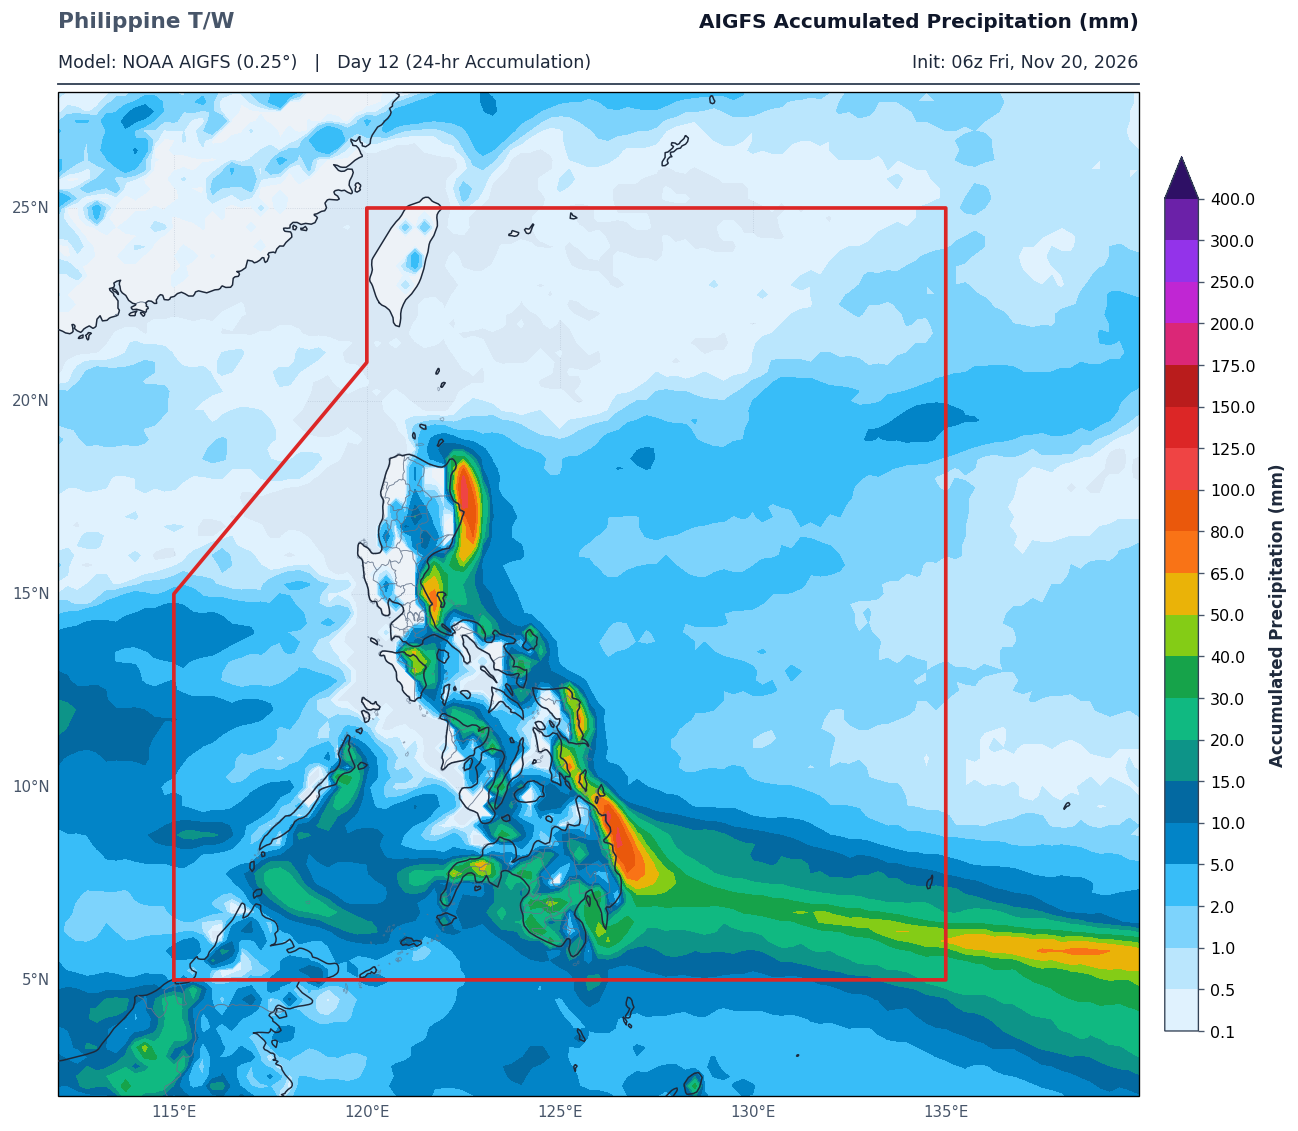 Philippine T/W
AIGFS Accumulated Precipitation (mm)
Model: NOAA AIGFS (0.25°)   |   Day 12 (24-hr Accumulation)
Init: 06z Fri, Nov 20, 2026
25°N
20°N
15°N
10°N
5°N
115°E
120°E
125°E
130°E
135°E
400.0
300.0
250.0
200.0
175.0
150.0
125.0
100.0
80.0
65.0
50.0
40.0
30.0
20.0
15.0
10.0
5.0
2.0
1.0
0.5
0.1
Accumulated Precipitation (mm)